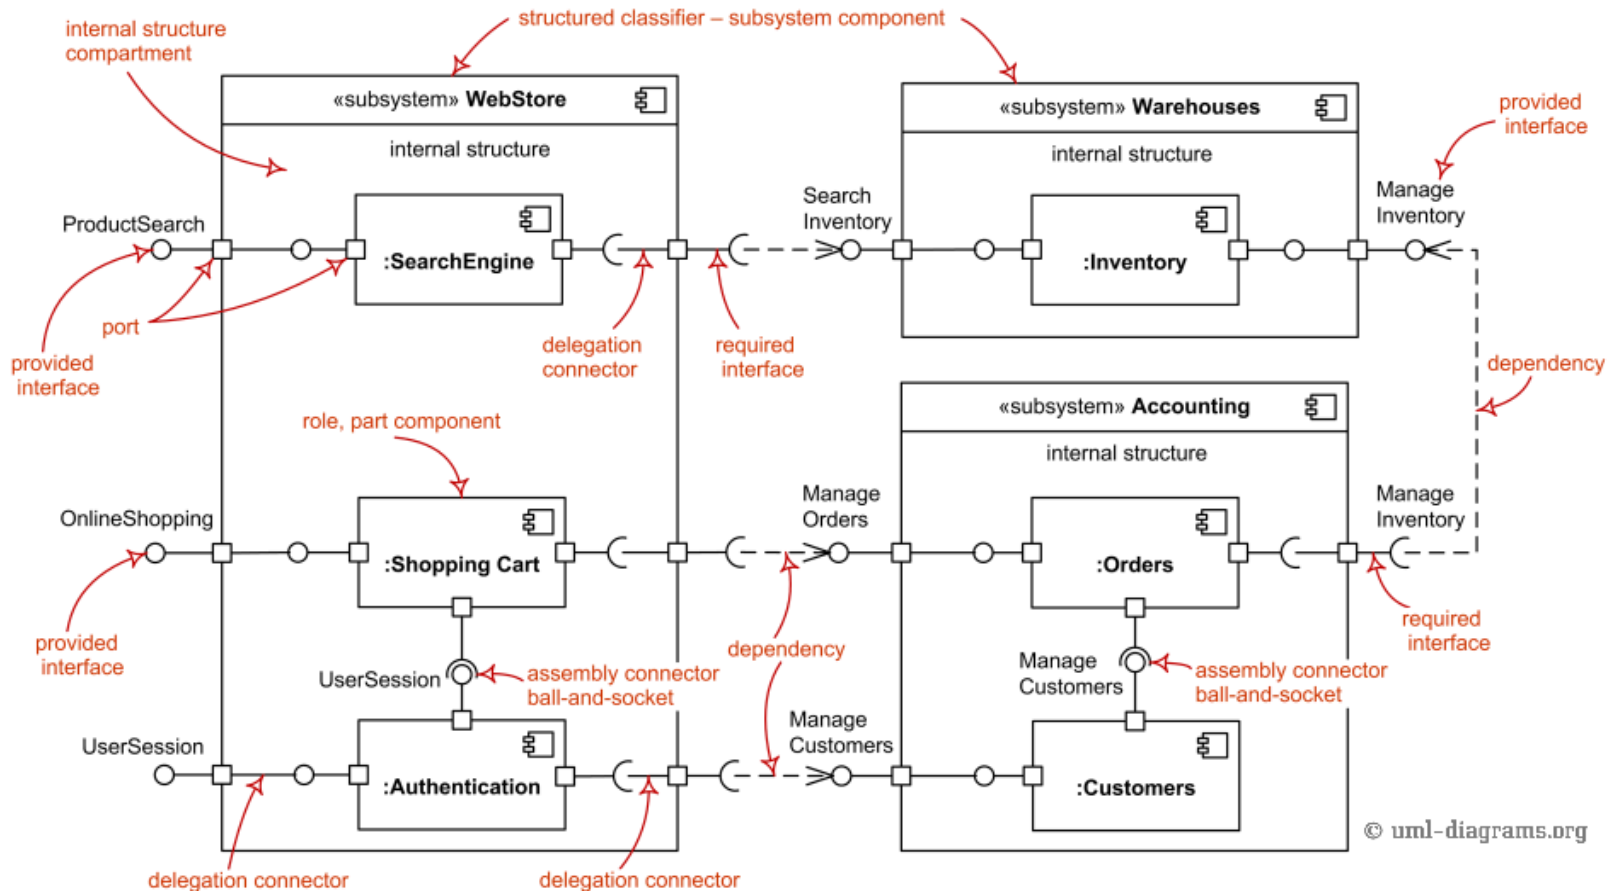 structured classifier – subsystem component
internal structure
compartment
«subsystem» WebStore
internal structure
«subsystem» Warehouses
internal structure
provided
interface
ProductSearch
:SearchEngine
Search
Inventory
:Inventory
Manage
Inventory
port
provided
interface
delegation
connector
required
interface
dependency
role, part component
«subsystem» Accounting
internal structure
OnlineShopping
:Shopping Cart
Manage
Orders
:Orders
Manage
Inventory
provided
interface
dependency
required
interface
UserSession
assembly connector
ball-and-socket
Manage
Customers
assembly connector
ball-and-socket
UserSession
:Authentication
Manage
Customers
:Customers
© uml-diagrams.org
delegation connector
delegation connector